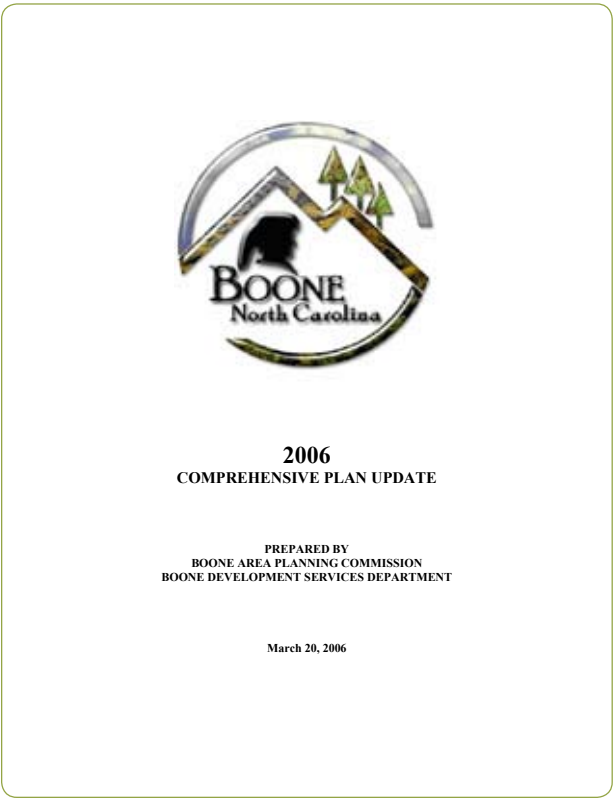 BOONE
North Carolina
2006
COMPREHENSIVE PLAN UPDATE
PREPARED BY
BOONE AREA PLANNING COMMISSION
BOONE DEVELOPMENT SERVICES DEPARTMENT
March 20, 2006